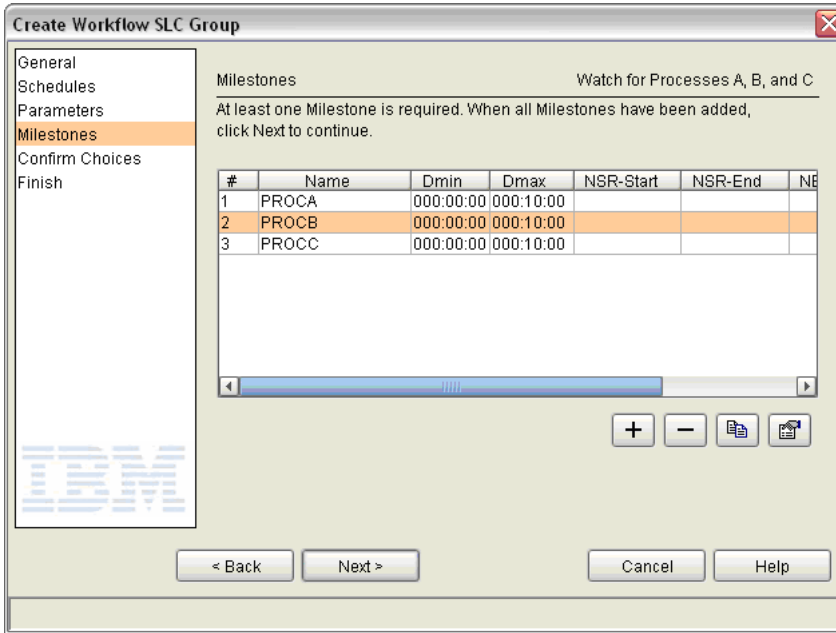 Create Workflow SLC Group
General
Schedules
Parameters
Milestones
Confirm Choices
Finish
Milestones Watch for Processes A, B, and C
At least one Milestone is required. When all Milestones have been added,
click Next to continue.
# Name Dmin Dmax NSR-Start NSR-End NE
1 PROCA 000:00:00 000:10:00
2 PROCB 000:00:00 000:10:00
3 PROCC 000:00:00 000:10:00
IBM
< Back Next > Cancel Help